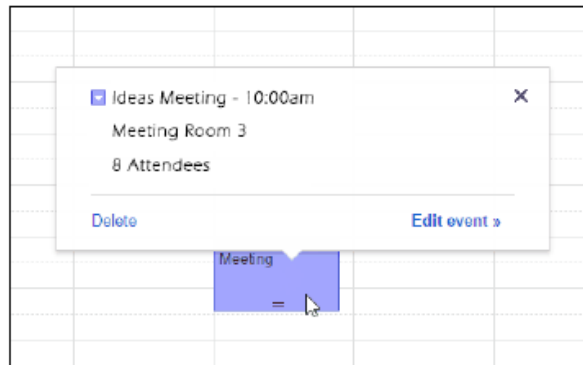 Ideas Meeting - 10:00am
Meeting Room 3
8 Attendees
Delete
Edit event »
Meeting